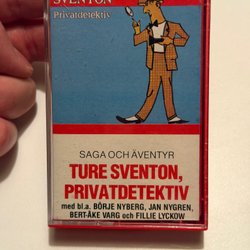 SVENTON
Privatdetektiv
SAGA OCH ÄVENTYR
TURE SVENTON,
PRIVATDETEKTIV
med bl.a. BÖRJE NYBERG, JAN NYGREN,
BERT-ÅKE VARG och FILLIE LYCKOW